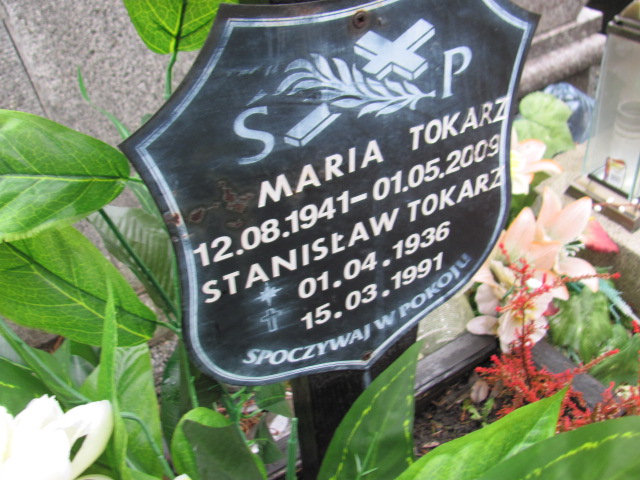 S P
MARIA TOKARZ
12.08.1941-01.05.2009
STANISŁAW TOKARZ
01.04.1936
15.03.1991
SPOCZYWAJ W POKOJU